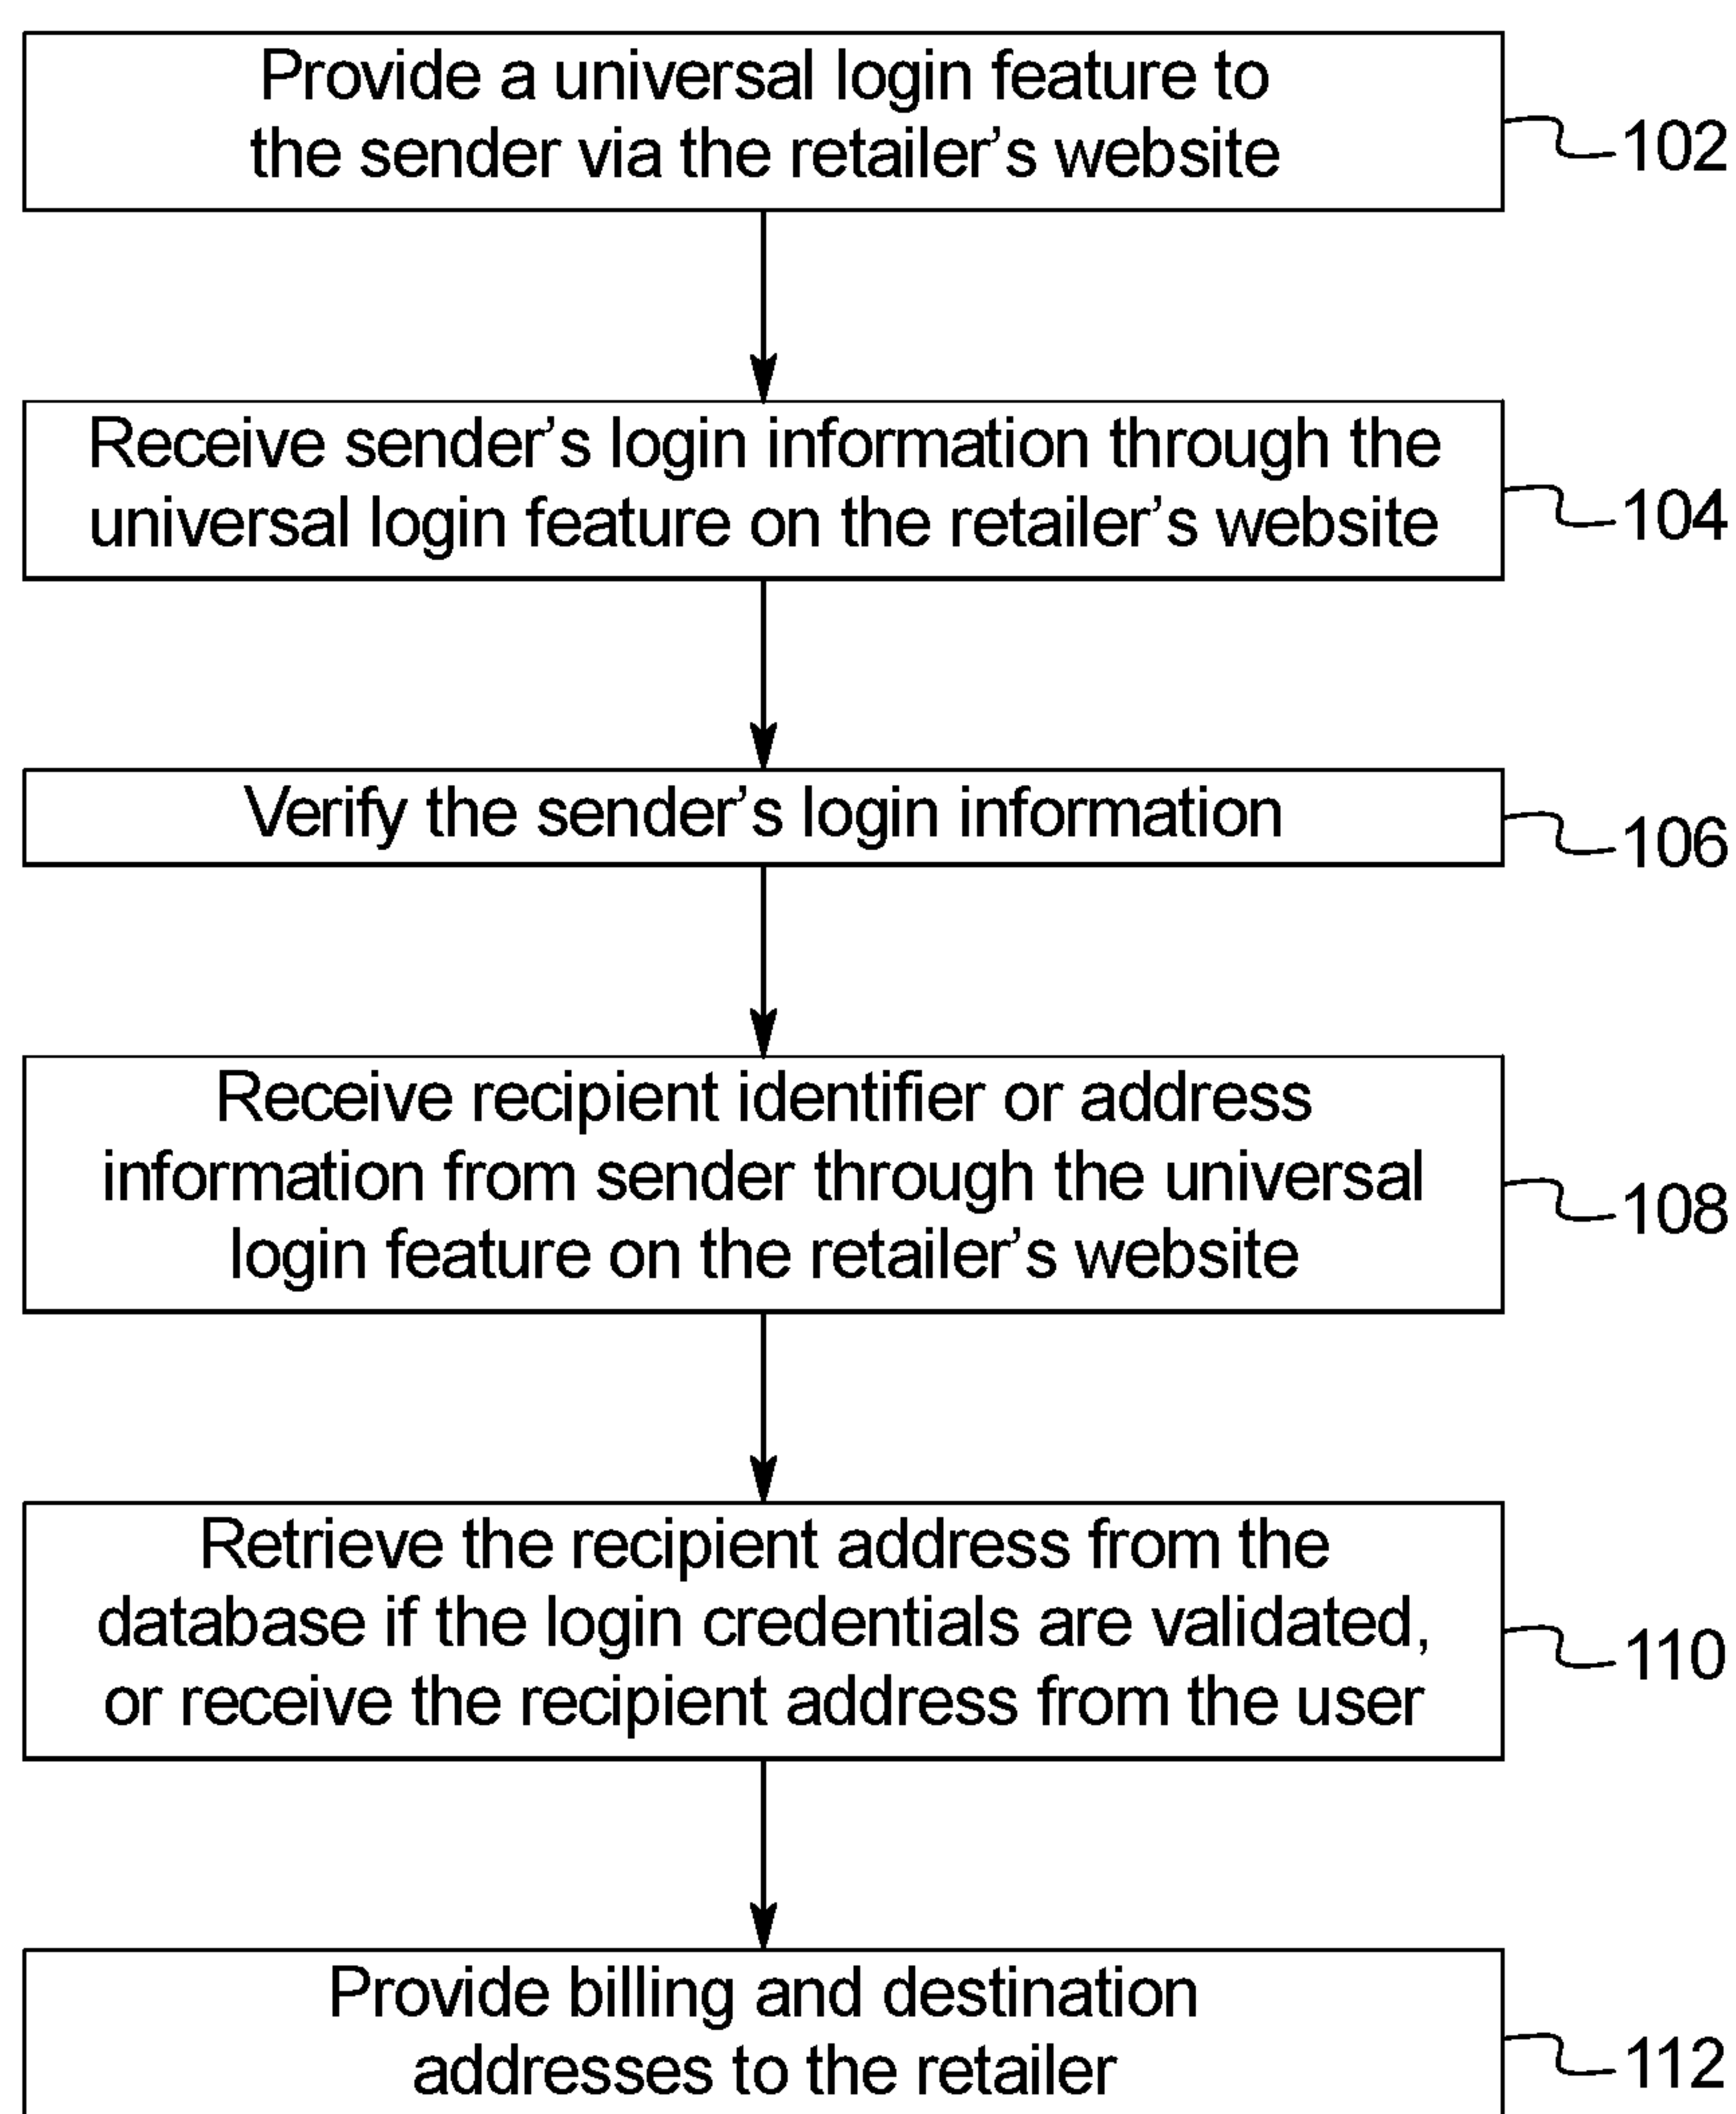 Provide a universal login feature to
the sender via the retailer's website
102
Receive sender's login information through the
universal login feature on the retailer's website
104
Verify the sender's login information
106
Receive recipient identifier or address
information from sender through the universal
login feature on the retailer's website
108
Retrieve the recipient address from the
database if the login credentials are validated,
or receive the recipient address from the user
110
Provide billing and destination
addresses to the retailer
112